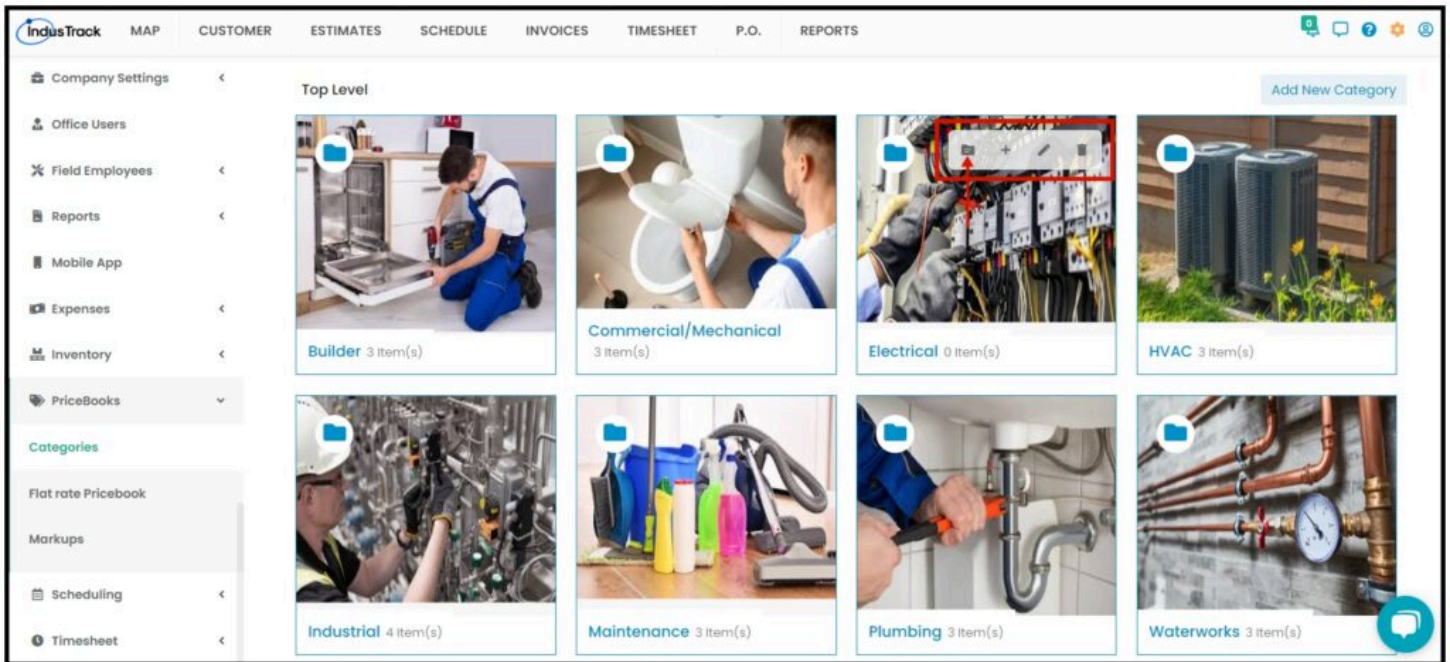 IndusTrack MAP CUSTOMER ESTIMATES SCHEDULE INVOICES TIMESHEET P.O. REPORTS 0
Company Settings
Office Users
Field Employees
Reports
Mobile App
Expenses
Inventory
PriceBooks
Categories
Flat rate Pricebook
Markups
Scheduling
Timesheet
Top Level
Add New Category
Builder 3 Item(s)
Commercial/Mechanical
3 Item(s)
Electrical 0 Item(s)
HVAC 3 Item(s)
Industrial 4 Item(s)
Maintenance 3 Item(s)
Plumbing 3 Item(s)
Waterworks 3 Item(s)